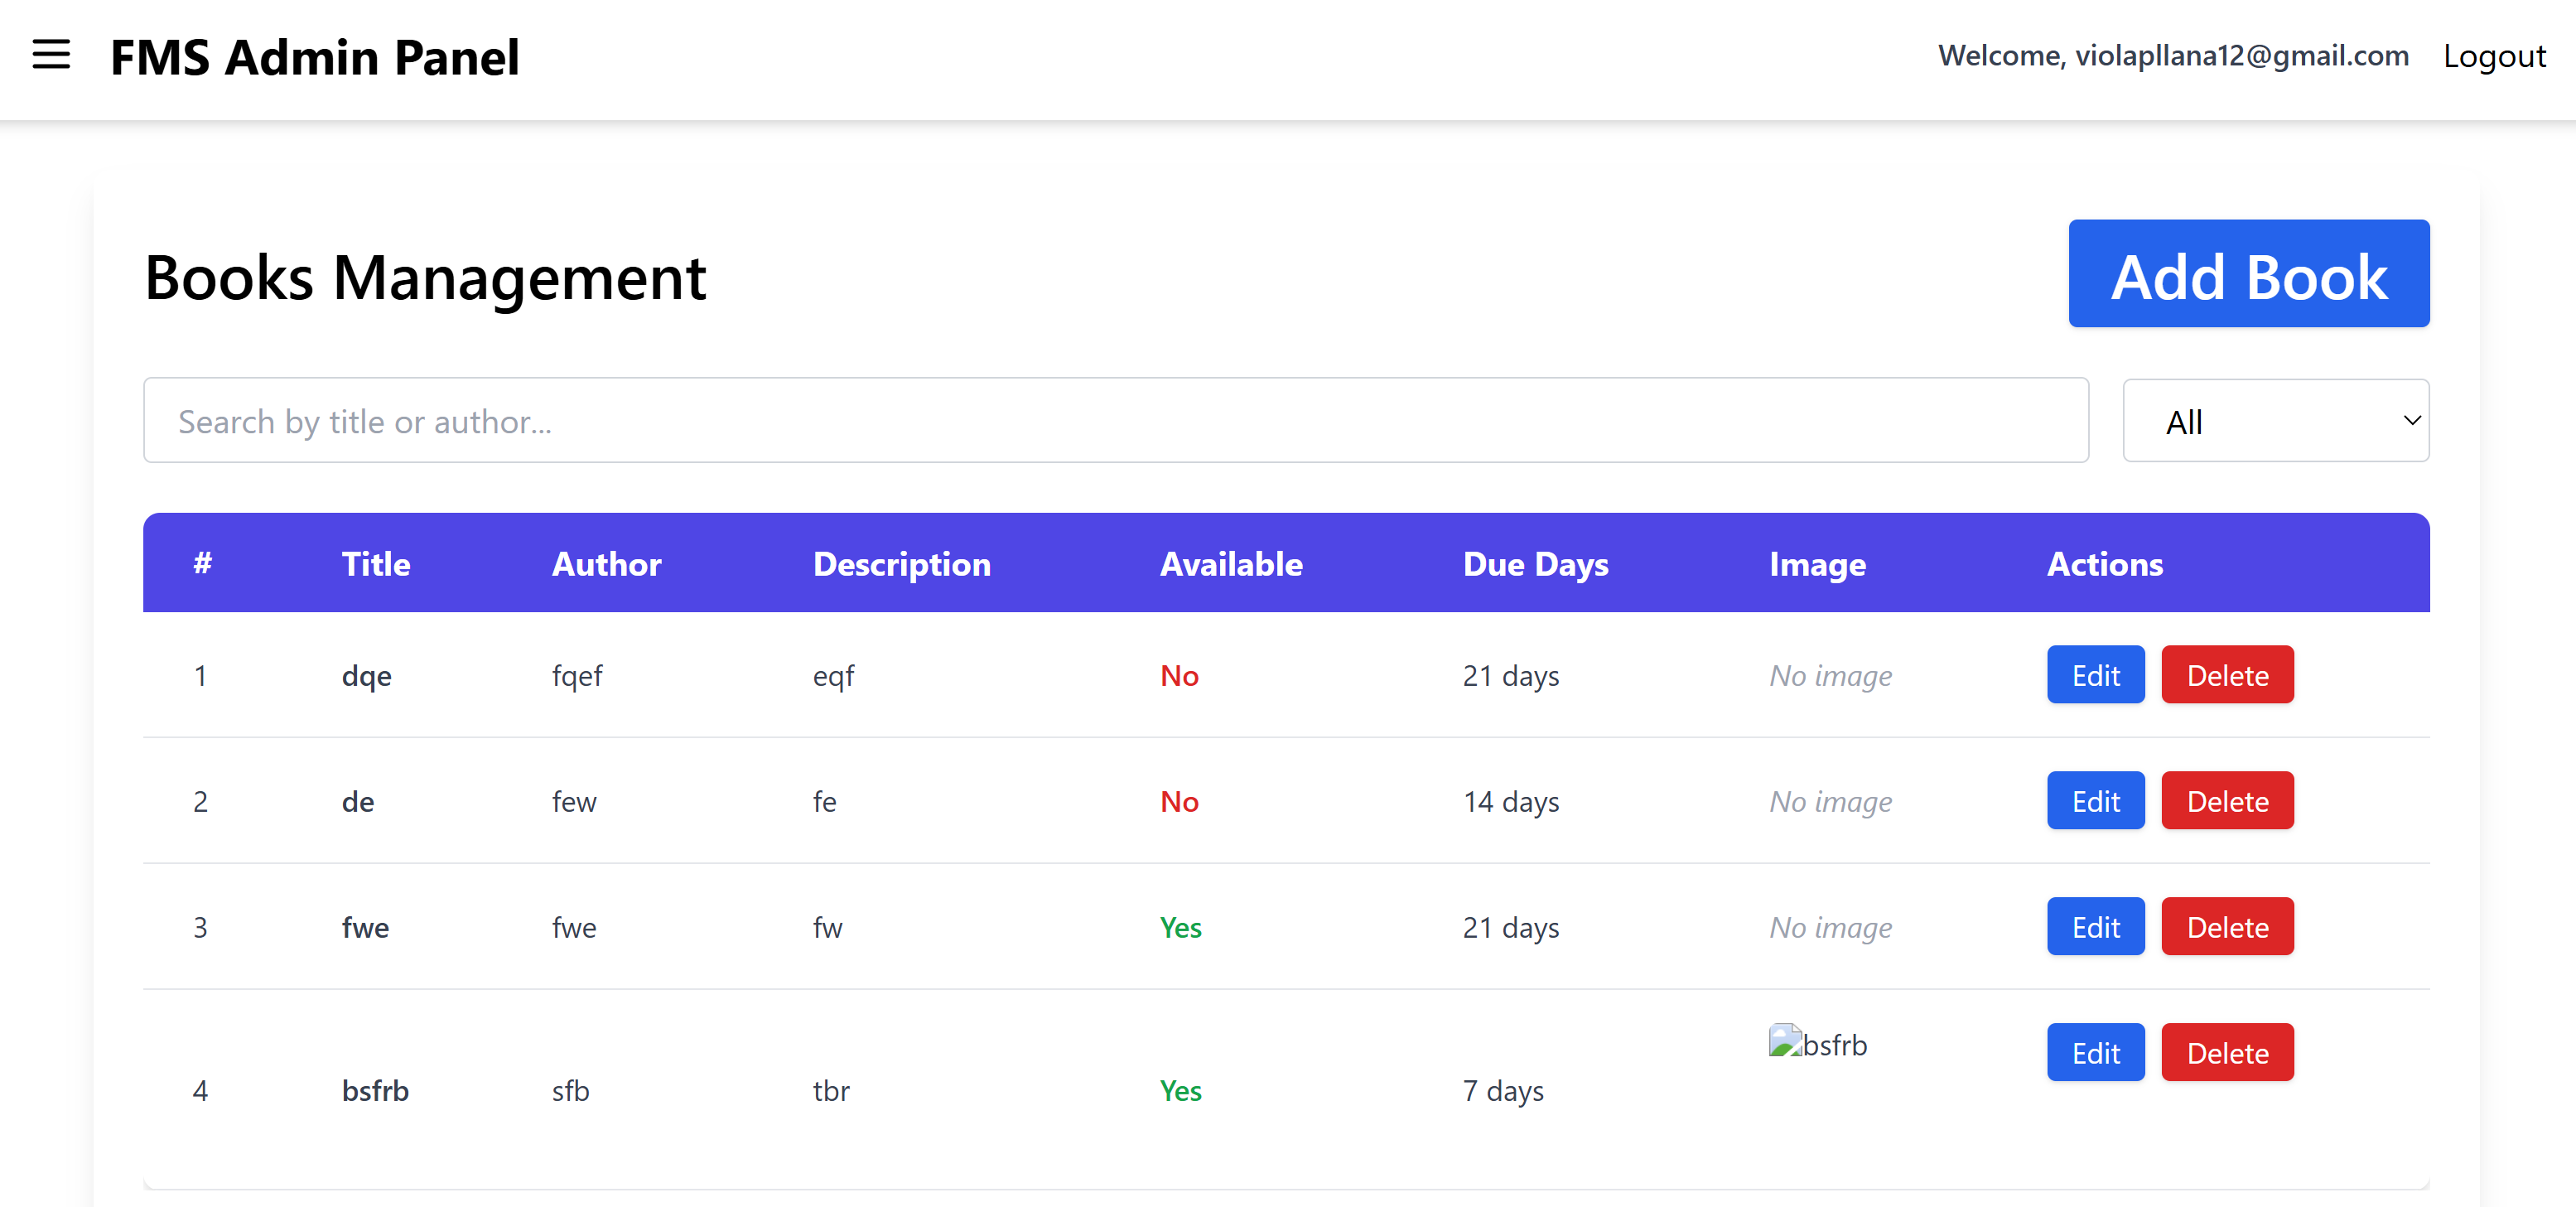 FMS Admin Panel Welcome, violapllana12@gmail.com Logout
Books Management Add Book
Search by title or author... All
# Title Author Description Available Due Days Image Actions
1 dqe fqef eqf No 21 days No image Edit Delete
2 de few fe No 14 days No image Edit Delete
3 fwe fwe fw Yes 21 days No image Edit Delete
4 bsfrb sfb tbr Yes 7 days bsfrb Edit Delete